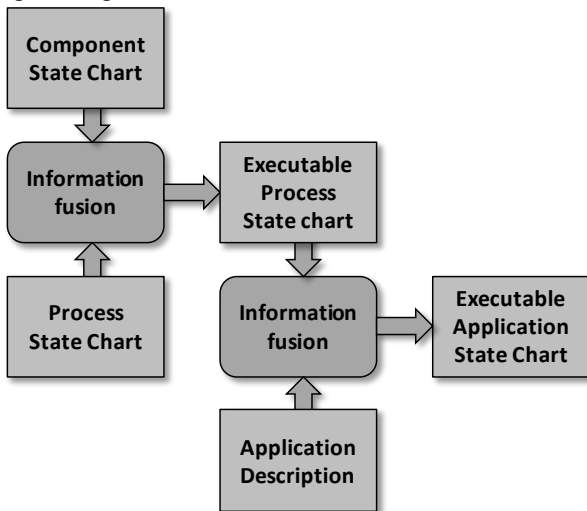 Component
State Chart
Information
fusion
Executable
Process
State chart
Process
State Chart
Information
fusion
Executable
Application
State Chart
Application
Description